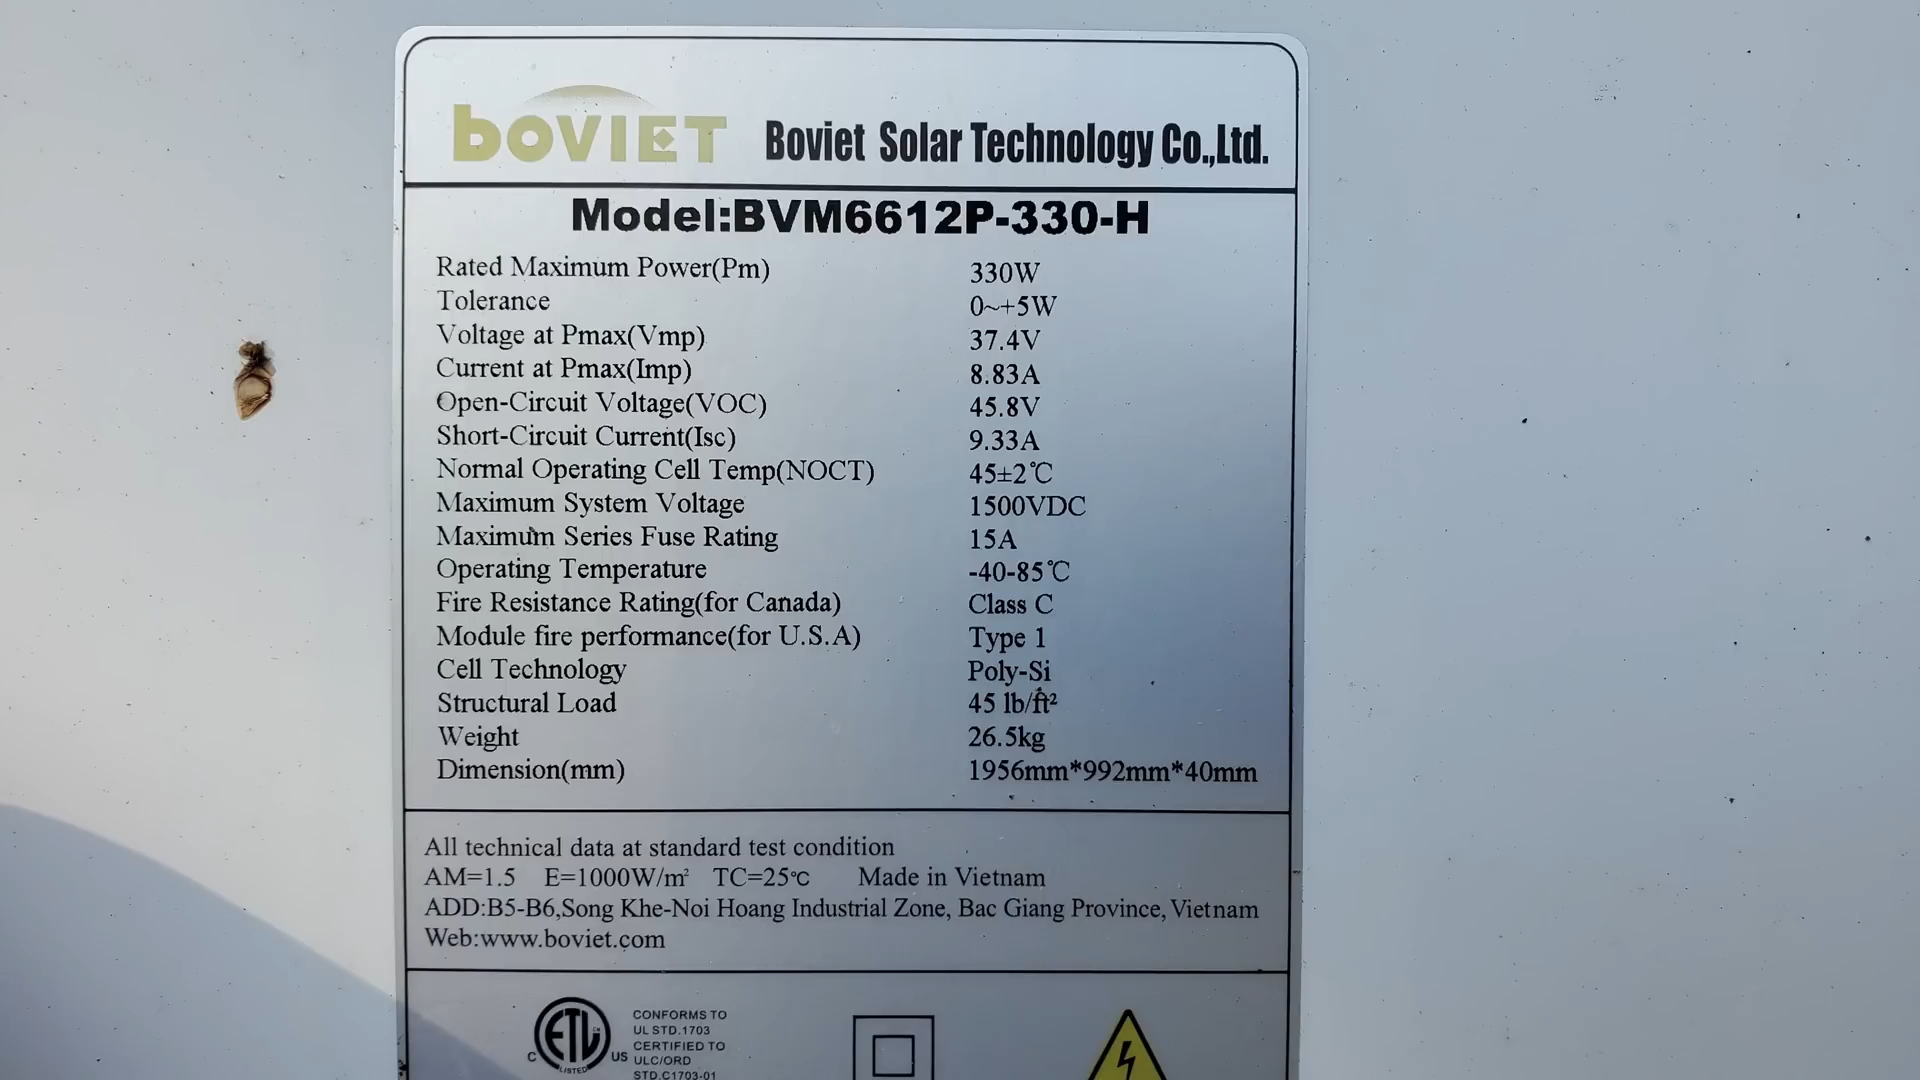 bOVIET Boviet Solar Technology Co.,Ltd.
Model:BVM6612P-330-H
Rated Maximum Power(Pm) 330W
Tolerance 0~+5W
Voltage at Pmax(Vmp) 37.4V
Current at Pmax(Imp) 8.83A
Open-Circuit Voltage(VOC) 45.8V
Short-Circuit Current(Isc) 9.33A
Normal Operating Cell Temp(NOCT) 45±2℃
Maximum System Voltage 1500VDC
Maximum Series Fuse Rating 15A
Operating Temperature -40-85℃
Fire Resistance Rating(for Canada) Class C
Module fire performance(for U.S.A) Type 1
Cell Technology Poly-Si
Structural Load 45 lb/ft²
Weight 26.5kg
Dimension(mm) 1956mm*992mm*40mm
All technical data at standard test condition
AM=1.5 E=1000W/m² TC=25℃ Made in Vietnam
ADD:B5-B6,Song Khe-Noi Hoang Industrial Zone, Bac Giang Province, Vietnam
Web:www.boviet.com
C ETL CM LISTED US
CONFORMS TO
UL STD.1703
CERTIFIED TO
ULC/ORD
STD.C1703-01